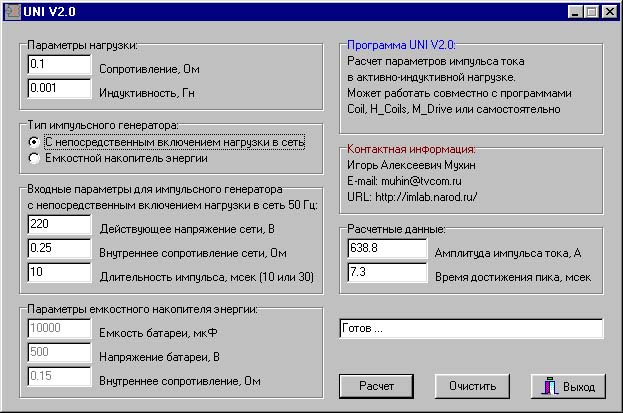 UNI V2.0
Параметры нагрузки:
0.1 Сопротивление, Ом
0.001 Индуктивность, Гн
Тип импульсного генератора:
С непосредственным включением нагрузки в сеть
Емкостной накопитель энергии
Входные параметры для импульсного генератора
с непосредственным включением нагрузки в сеть 50 Гц:
220 Действующее напряжение сети, В
0.25 Внутреннее сопротивление сети, Ом
10 Длительность импульса, мсек (10 или 30)
Параметры емкостного накопителя энергии:
10000 Емкость батареи, мкФ
500 Напряжение батареи, В
0.15 Внутреннее сопротивление, Ом
Программа UNI V2.0:
Расчет параметров импульса тока
в активно-индуктивной нагрузке.
Может работать совместно с программами
Coil, H_Coils, M_Drive или самостоятельно
Контактная информация:
Игорь Алексеевич Мухин
E-mail: muhin@tvcom.ru
URL: http://imlab.narod.ru/
Расчетные данные:
638.8 Амплитуда импульса тока, А
7.3 Время достижения пика, мсек
Готов ...
Расчет
Очистить
Выход